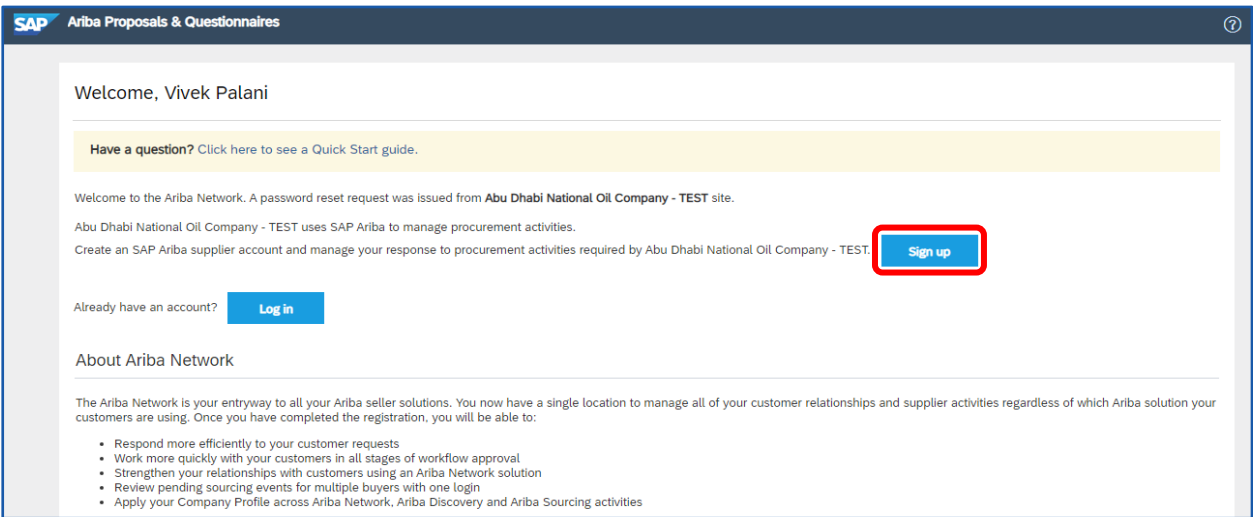 SAP Ariba Proposals & Questionnaires ?
Welcome, Vivek Palani
Have a question? Click here to see a Quick Start guide.
Welcome to the Ariba Network. A password reset request was issued from Abu Dhabi National Oil Company - TEST site.
Abu Dhabi National Oil Company - TEST uses SAP Ariba to manage procurement activities.
Create an SAP Ariba supplier account and manage your response to procurement activities required by Abu Dhabi National Oil Company - TEST. Sign up
Already have an account? Log in
About Ariba Network
The Ariba Network is your entryway to all your Ariba seller solutions. You now have a single location to manage all of your customer relationships and supplier activities regardless of which Ariba solution your
customers are using. Once you have completed the registration, you will be able to:
• Respond more efficiently to your customer requests
• Work more quickly with your customers in all stages of workflow approval
• Strengthen your relationships with customers using an Ariba Network solution
• Review pending sourcing events for multiple buyers with one login
• Apply your Company Profile across Ariba Network, Ariba Discovery and Ariba Sourcing activities